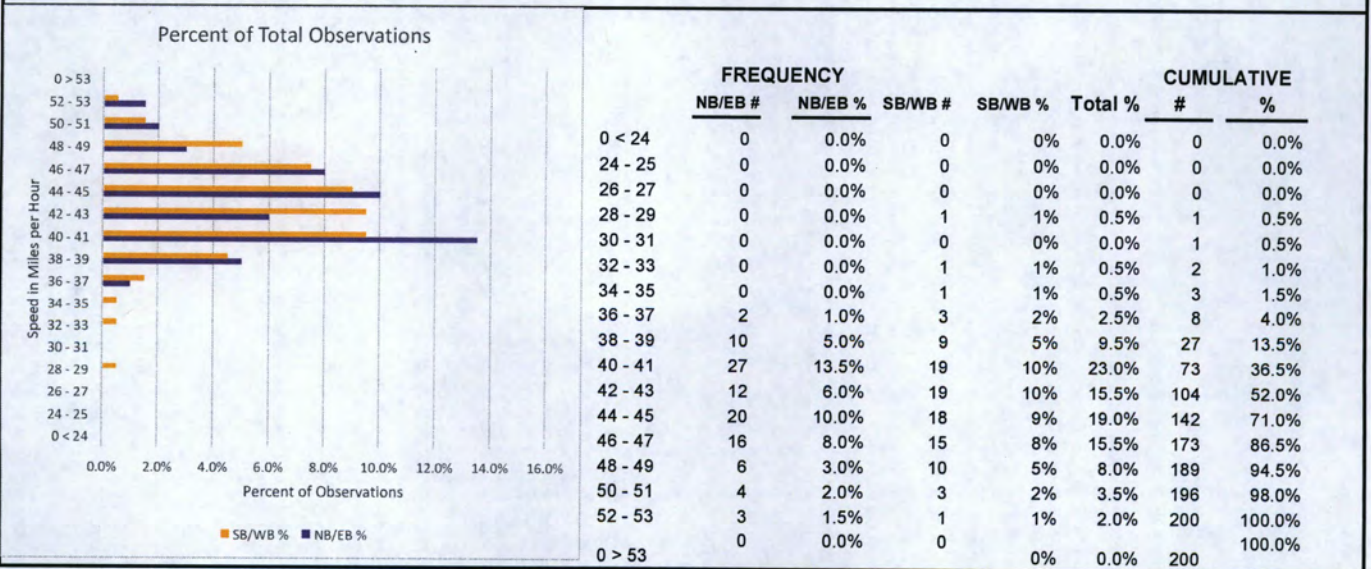 Percent of Total Observations
Speed in Miles per Hour
0 > 53
52 - 53
50 - 51
48 - 49
46 - 47
44 - 45
42 - 43
40 - 41
38 - 39
36 - 37
34 - 35
32 - 33
30 - 31
28 - 29
26 - 27
24 - 25
0 < 24
0.0% 2.0% 4.0% 6.0% 8.0% 10.0% 12.0% 14.0% 16.0%
Percent of Observations
SB/WB % NB/EB %
FREQUENCY CUMULATIVE
NB/EB # NB/EB % SB/WB # SB/WB % Total % # %
0 < 24 0 0.0% 0 0% 0.0% 0 0.0%
24 - 25 0 0.0% 0 0% 0.0% 0 0.0%
26 - 27 0 0.0% 0 0% 0.0% 0 0.0%
28 - 29 0 0.0% 1 1% 0.5% 1 0.5%
30 - 31 0 0.0% 0 0% 0.0% 1 0.5%
32 - 33 0 0.0% 1 1% 0.5% 2 1.0%
34 - 35 0 0.0% 1 1% 0.5% 3 1.5%
36 - 37 2 1.0% 3 2% 2.5% 8 4.0%
38 - 39 10 5.0% 9 5% 9.5% 27 13.5%
40 - 41 27 13.5% 19 10% 23.0% 73 36.5%
42 - 43 12 6.0% 19 10% 15.5% 104 52.0%
44 - 45 20 10.0% 18 9% 19.0% 142 71.0%
46 - 47 16 8.0% 15 8% 15.5% 173 86.5%
48 - 49 6 3.0% 10 5% 8.0% 189 94.5%
50 - 51 4 2.0% 3 2% 3.5% 196 98.0%
52 - 53 3 1.5% 1 1% 2.0% 200 100.0%
0 > 53 0 0.0% 0 0% 0.0% 200 100.0%